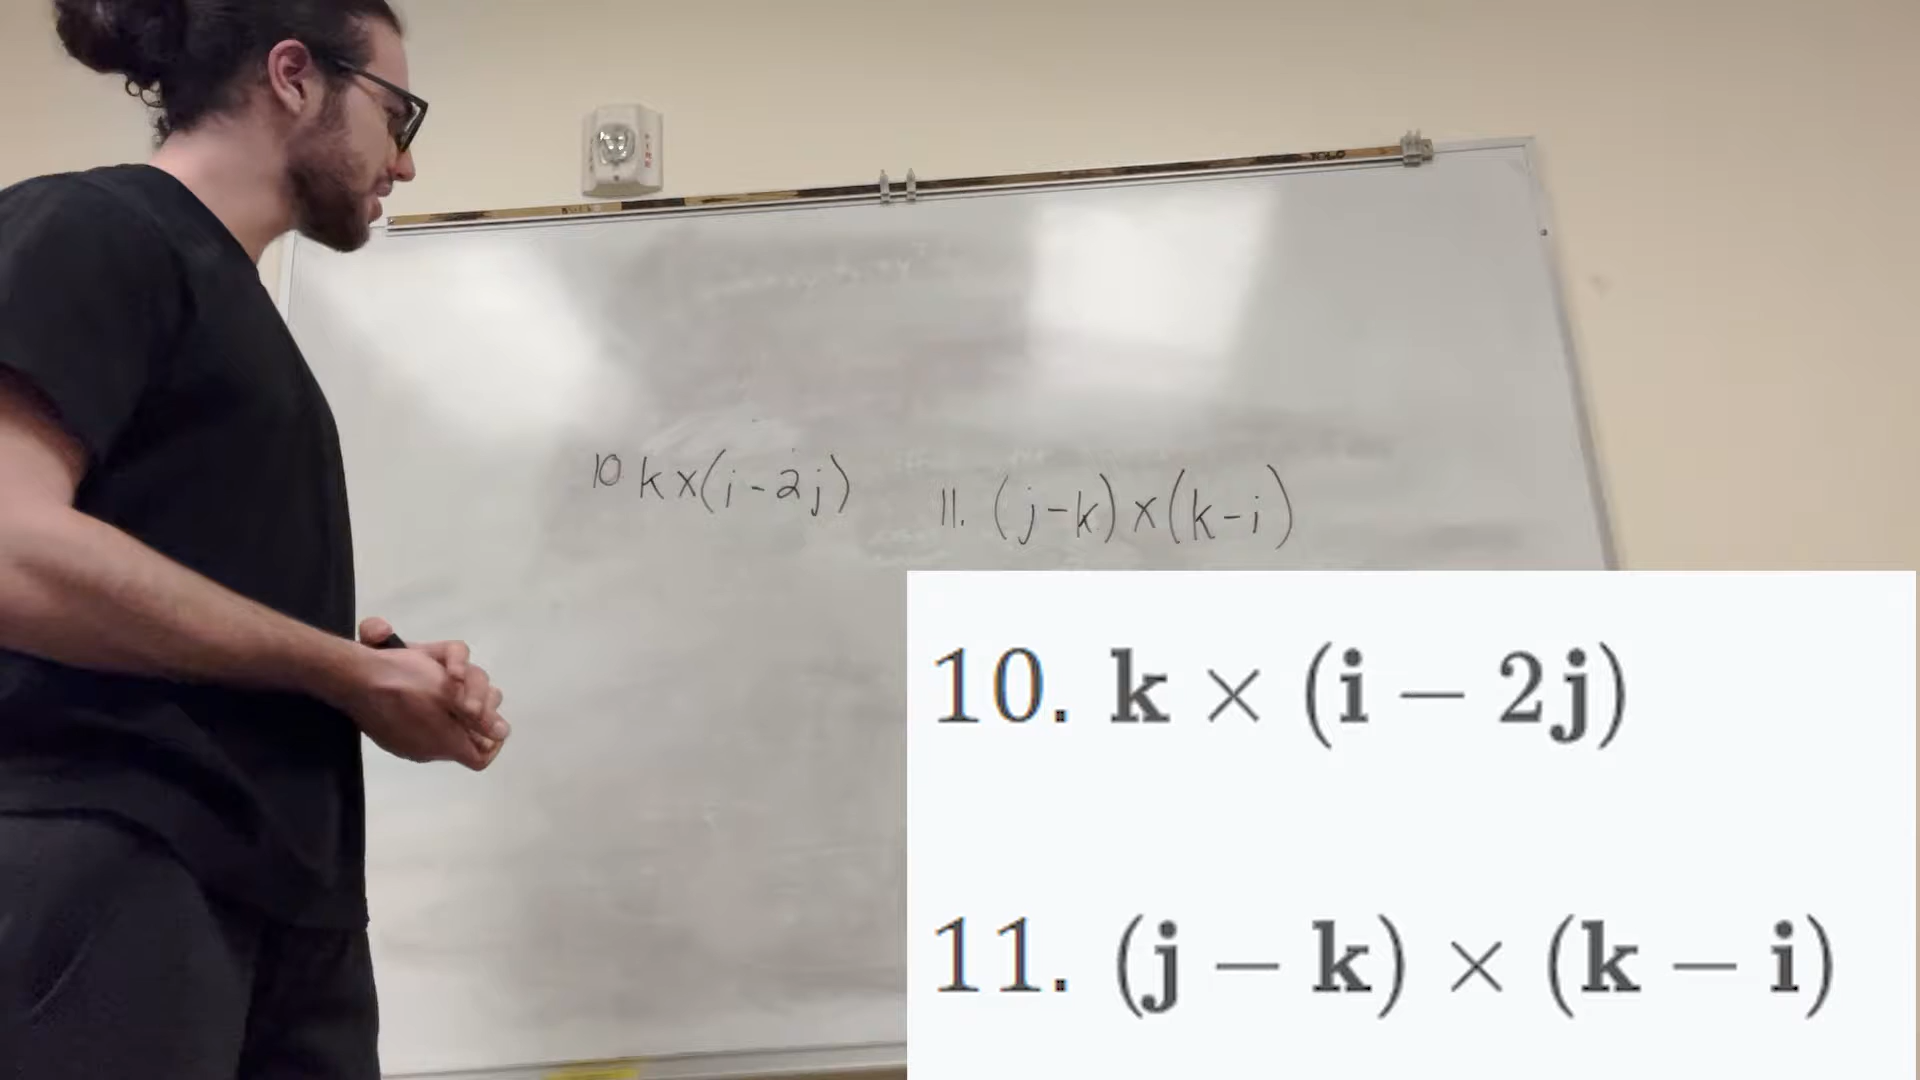 10 k×(i-2j)
11. (j-k)×(k-i)
10. k × (i − 2j)
11. (j − k) × (k − i)